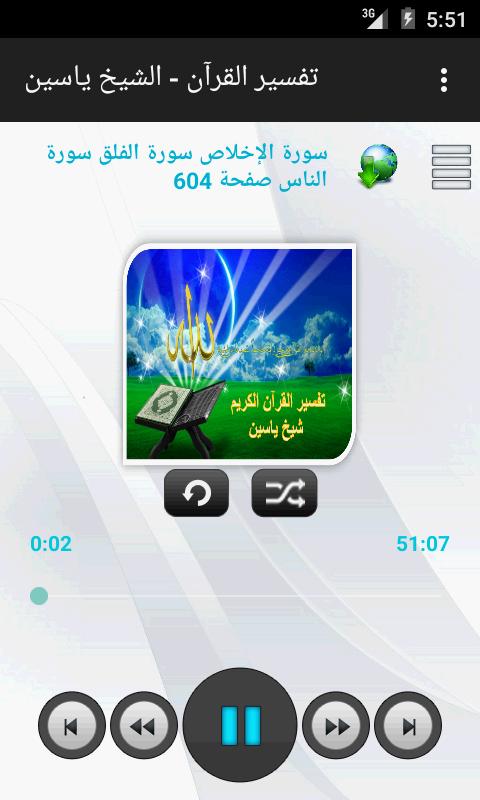 3G
5:51
تفسير القرآن - الشيخ ياسين
سورة الإخلاص سورة الفلق سورة
الناس صفحة 604
الله
تفسير القرآن الكريم
شيخ ياسين
0:02
51:07